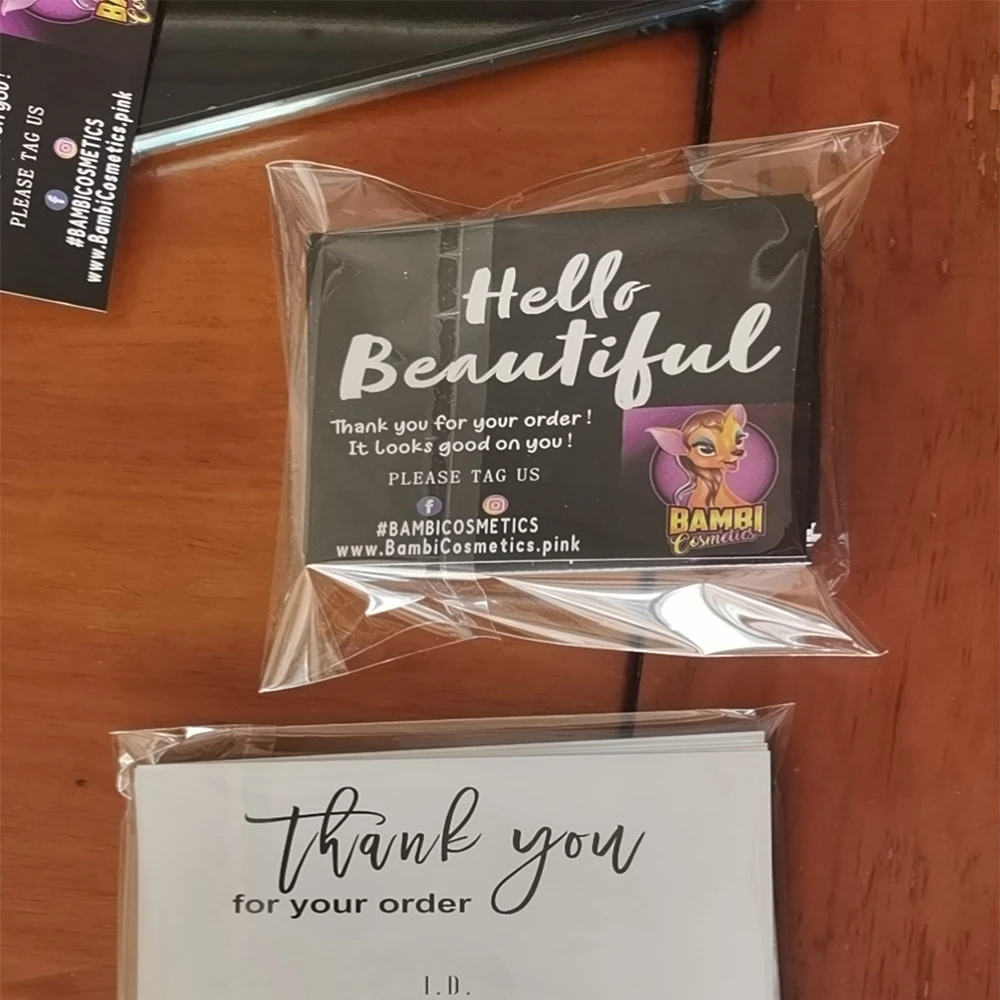 PLEASE TAG US
#BAMBICOSMETICS
www.BambiCosmetics.pink
Hello
Beautiful
Thank you for your order!
It looks good on you!
PLEASE TAG US
#BAMBICOSMETICS
www.BambiCosmetics.pink
BAMBI
Cosmetics
thank you
for your order
I.D.